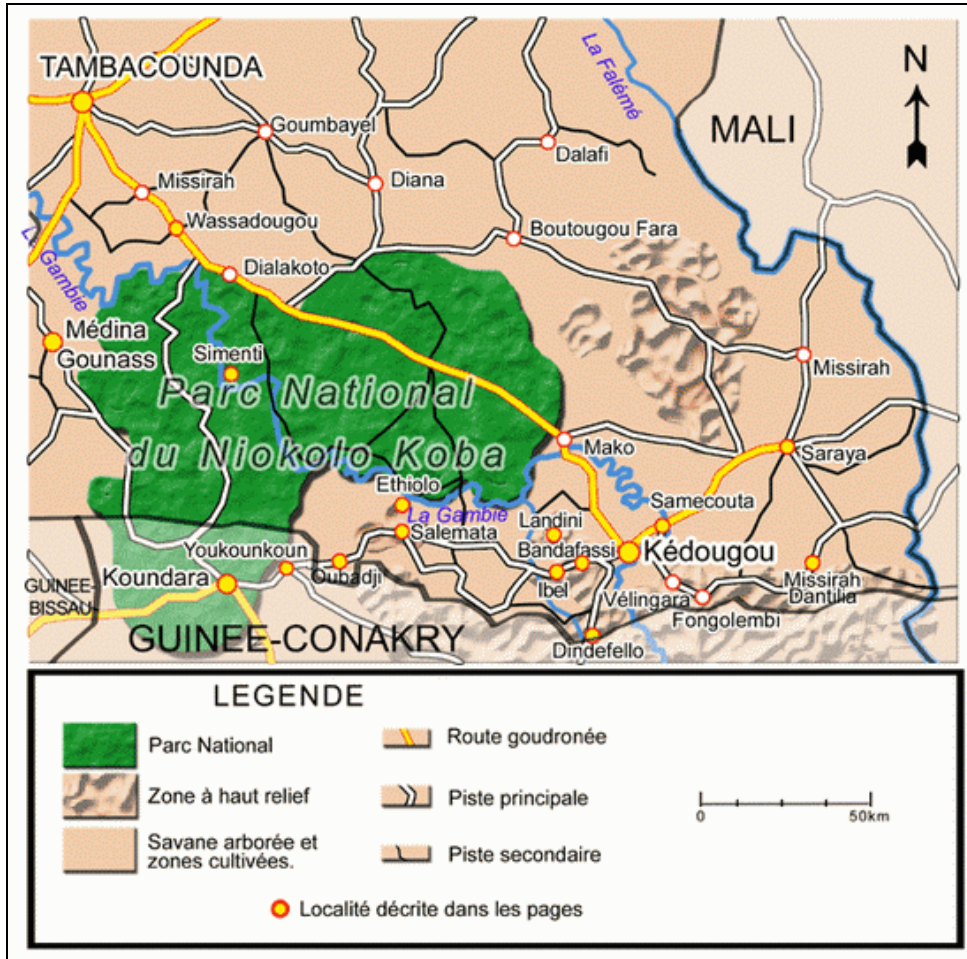 TAMBACOUNDA
La Falémé
N
MALI
Goumbayel
Dalafi
Missirah
Diana
Wassadougou
Boutougou Fara
La Gambie
Dialakoto
Médina
Gounass
Simenti
Missirah
Parc National
du Niokolo Koba
Mako
Saraya
Ethiolo
Samecouta
La Gambie
Landini
Salemata
Youkounkoun
Bandafassi
Kédougou
Koundara
Oubadji
Ibel
Missirah
Dantilia
GUINEE-
BISSAU
Vélingara
Fongolembi
GUINEE-CONAKRY
Dindefello
LEGENDE
Parc National
Route goudronée
Zone à haut relief
Piste principale
0 50km
Savane arborée et
zones cultivées.
Piste secondaire
Localité décrite dans les pages